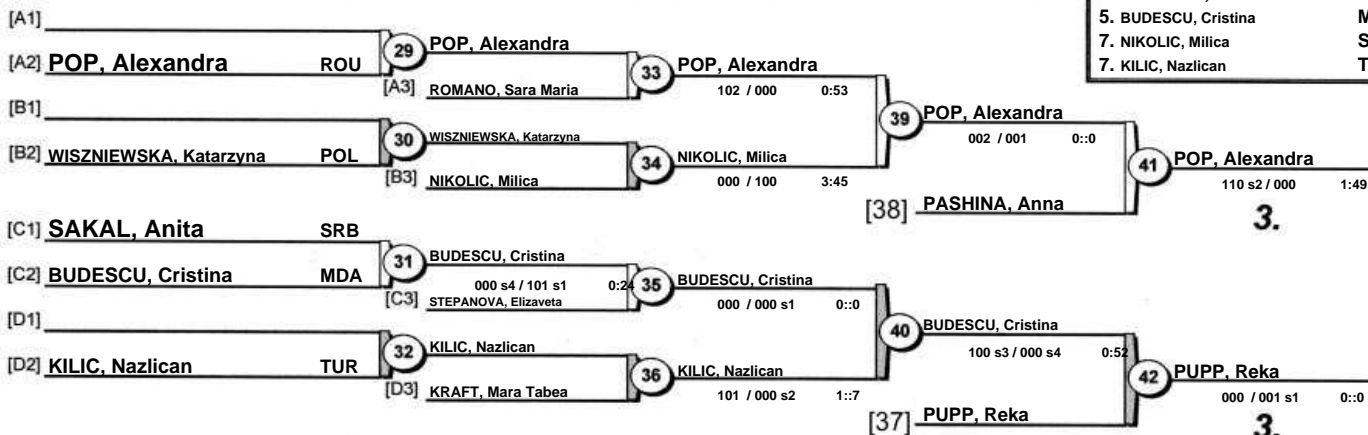 5. BUDESCU, Cristina M
7. NIKOLIC, Milica S
7. KILIC, Nazlican T
[A1]
[A2] POP, Alexandra ROU
29 POP, Alexandra
[A3] ROMANO, Sara Maria
33 POP, Alexandra
102 / 000 0:53
[B1]
[B2] WISZNIEWSKA, Katarzyna POL
30 WISZNIEWSKA, Katarzyna
[B3] NIKOLIC, Milica
34 NIKOLIC, Milica
000 / 100 3:45
39 POP, Alexandra
002 / 001 0::0
[38] PASHINA, Anna
41 POP, Alexandra
110 s2 / 000 1:49
3.
[C1] SAKAL, Anita SRB
[C2] BUDESCU, Cristina MDA
31 BUDESCU, Cristina
000 s4 / 101 s1 0:24
[C3] STEPANOVA, Elizaveta
35 BUDESCU, Cristina
000 / 000 s1 0::0
[D1]
[D2] KILIC, Nazlican TUR
32 KILIC, Nazlican
[D3] KRAFT, Mara Tabea
36 KILIC, Nazlican
101 / 000 s2 1::7
40 BUDESCU, Cristina
100 s3 / 000 s4 0:52
[37] PUPP, Reka
42 PUPP, Reka
000 / 001 s1 0::0
3.